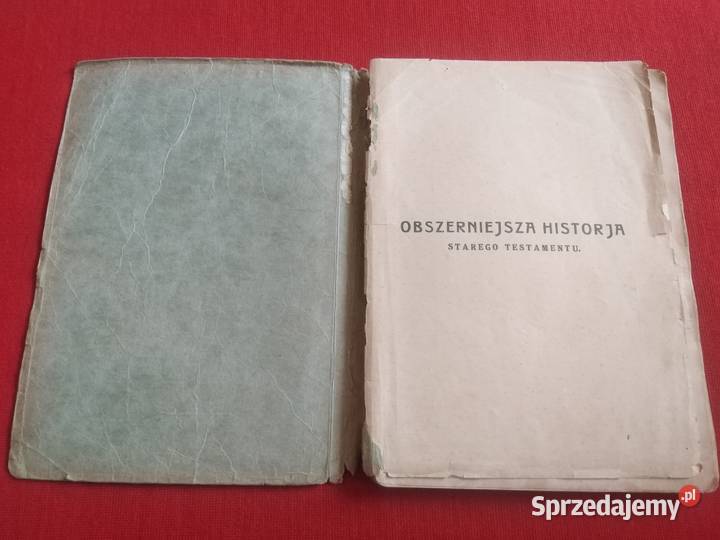 OBSZERNIEJSZA HISTORJA
STAREGO TESTAMENTU.
Sprzedajemy.pl